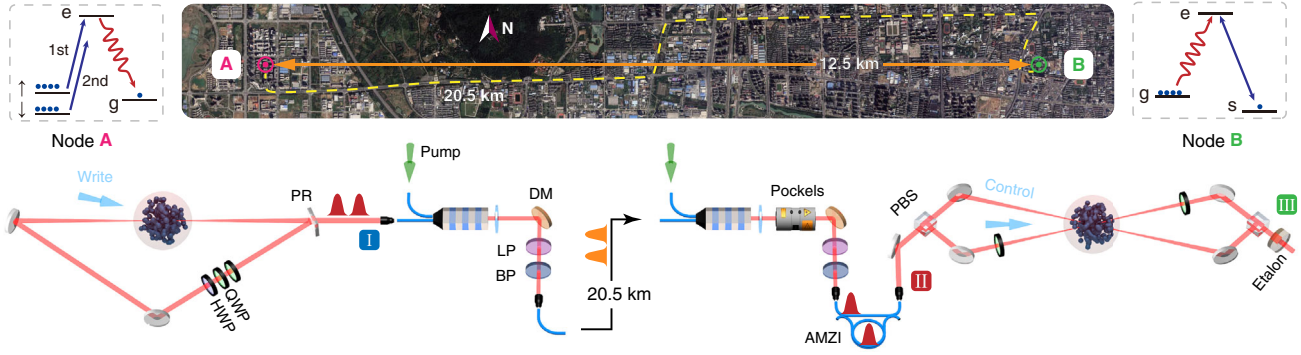 e
1st
2nd
↑
↓
g
Node A
N
A
12.5 km
B
20.5 km
e
g
s
Node B
Write
PR
I
HWP
QWP
Pump
DM
LP
BP
20.5 km
Pockels
AMZI
II
PBS
Control
III
Etalon